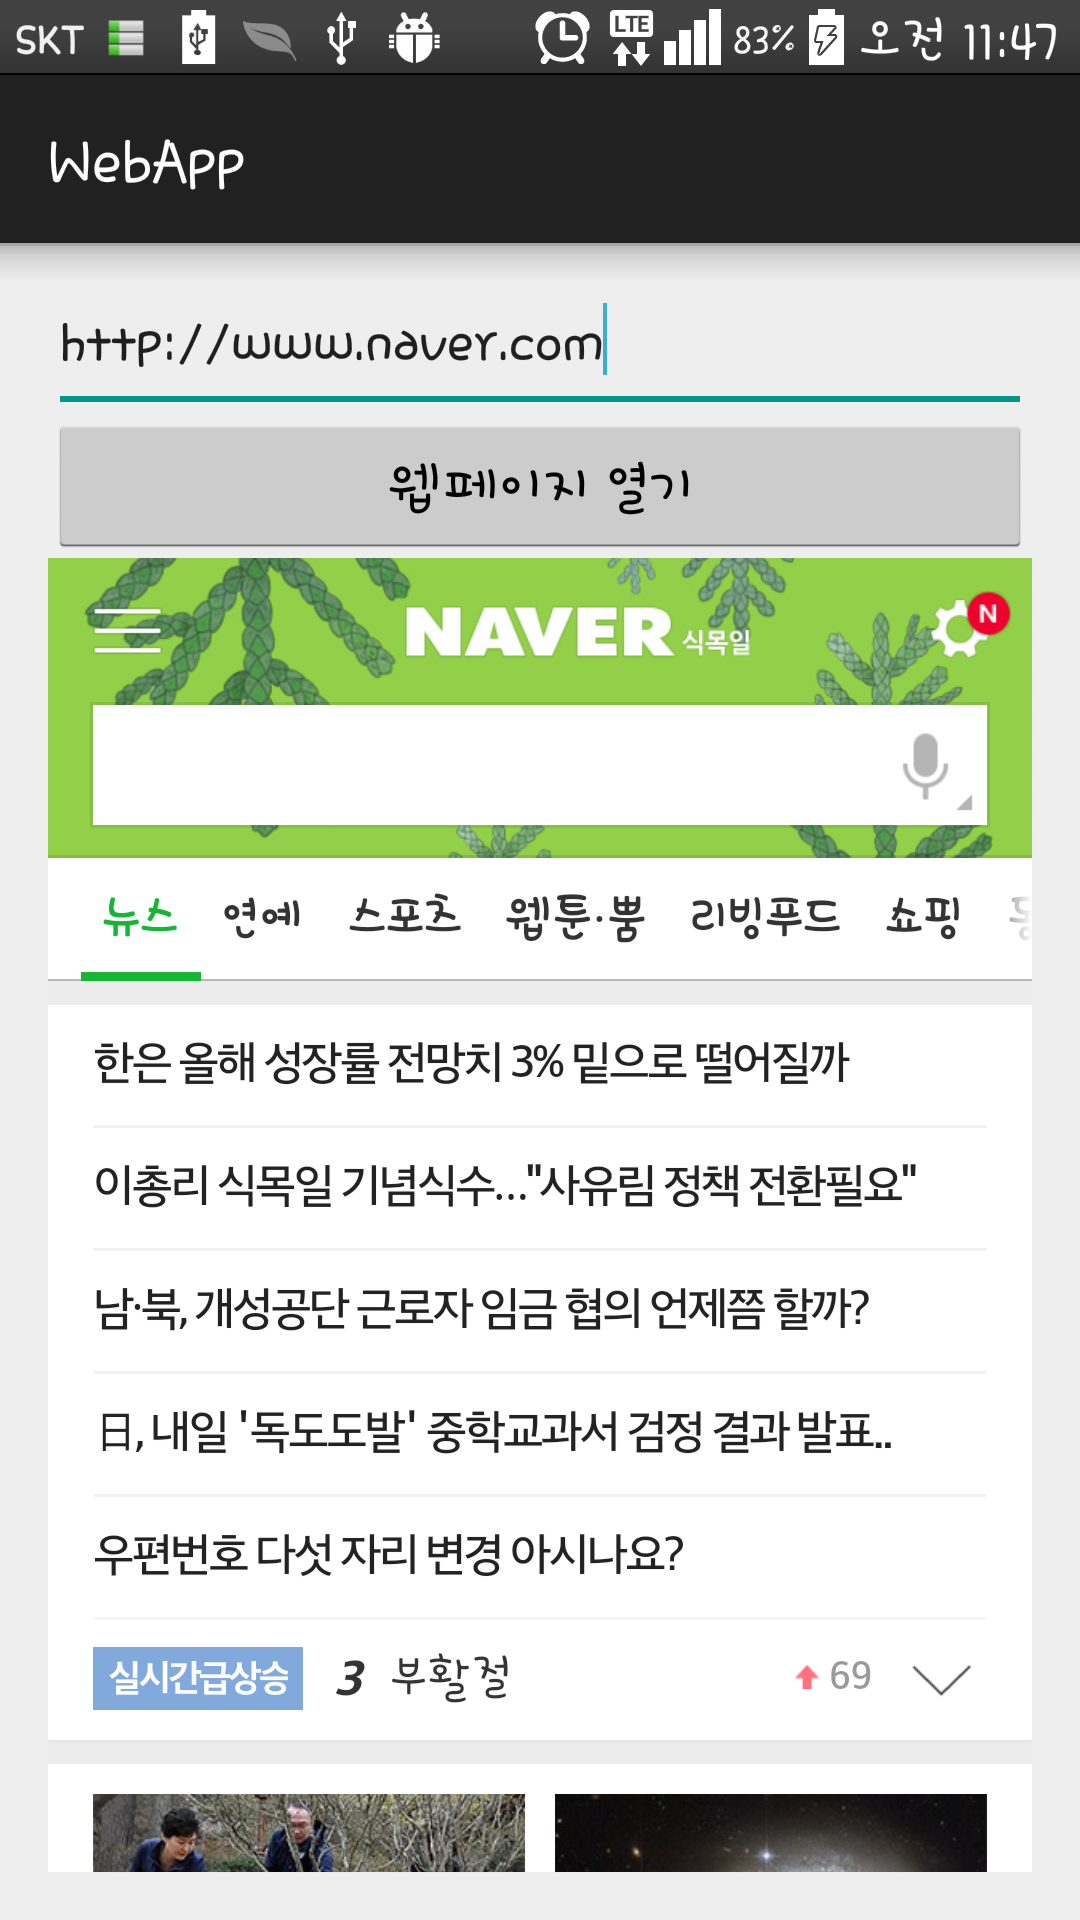 SKT LTE 83% 오전 11:47
WebApp
http://www.naver.com
웹페이지 열기
NAVER 식목일 N
뉴스 연예 스포츠 웹툰·뿜 리빙푸드 쇼핑
한은 올해 성장률 전망치 3% 밑으로 떨어질까
이총리 식목일 기념식수..."사유림 정책 전환필요"
남·북, 개성공단 근로자 임금 협의 언제쯤 할까?
日, 내일 '독도도발' 중학교과서 검정 결과 발표..
우편번호 다섯 자리 변경 아시나요?
실시간급상승 3 부활절 69